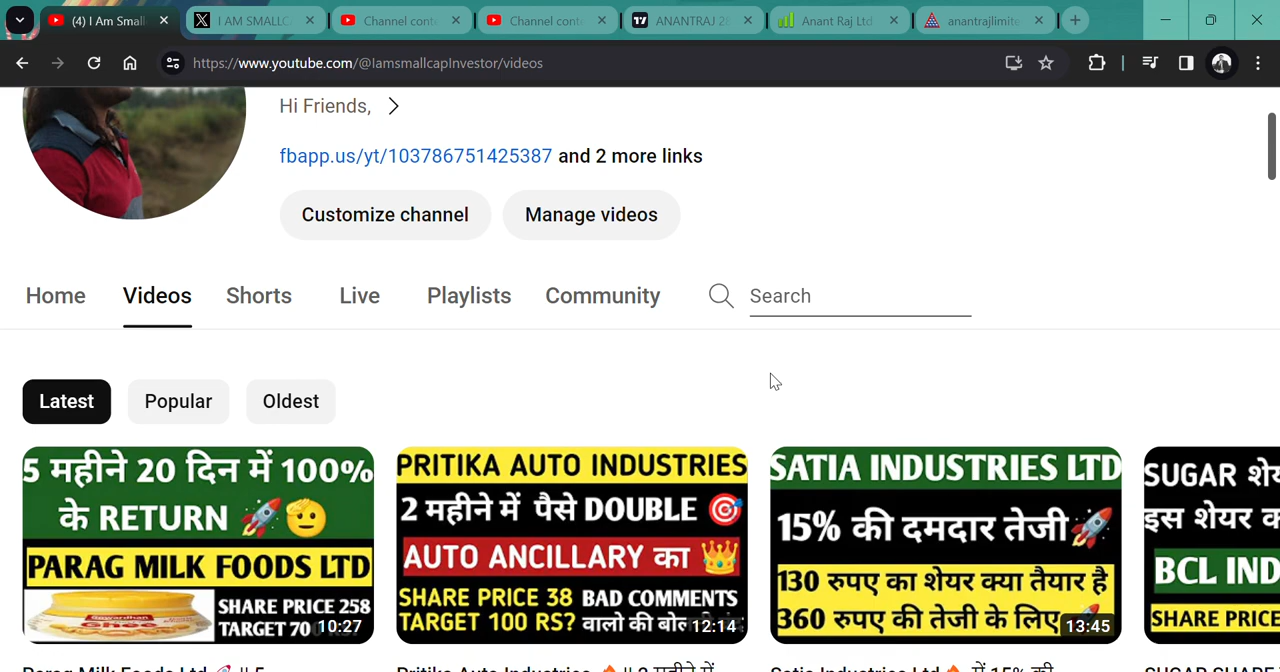 (4) I Am Small
I AM SMALLC
Channel conte
Channel conte
ANANTRAJ 28
Anant Raj Ltd
anantrajlimite
https://www.youtube.com/@IamsmallcapInvestor/videos
Hi Friends,
fbapp.us/yt/103786751425387 and 2 more links
Customize channel
Manage videos
Home
Videos
Shorts
Live
Playlists
Community
Search
Latest
Popular
Oldest
5 महीने 20 दिन में 100%
के RETURN
PARAG MILK FOODS LTD
SHARE PRICE 258
TARGET 70
10:27
PRITIKA AUTO INDUSTRIES
2 महीने में पैसे DOUBLE
AUTO ANCILLARY का
SHARE PRICE 38
TARGET 100 RS?
BAD COMMENTS
वालो की बो
12:14
SATIA INDUSTRIES LTD
15% की दमदार तेजी
130 रुपए का शेयर क्या तैयार है
360 रुपए की तेजी के लिए
13:45
SUGAR शे
इस शेयर
BCL IND
SHARE PRICE